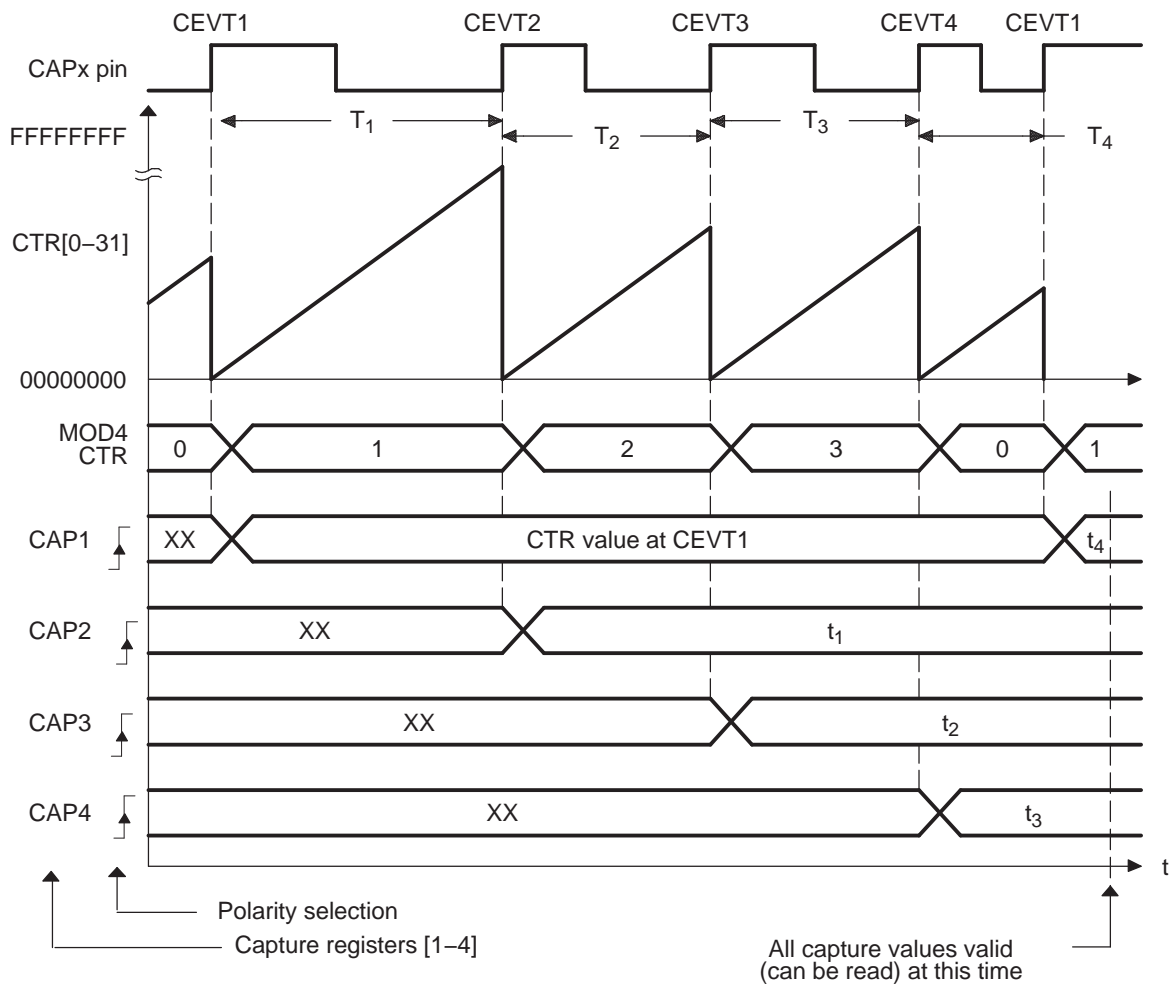 CEVT1 CEVT2 CEVT3 CEVT4 CEVT1
CAPx pin
T1 T2 T3 T4
FFFFFFFF
CTR[0−31]
00000000
MOD4
CTR
0 1 2 3 0 1
CAP1 XX CTR value at CEVT1 t4
CAP2 XX t1
CAP3 XX t2
CAP4 XX t3
t
Polarity selection
Capture registers [1−4]
All capture values valid
(can be read) at this time